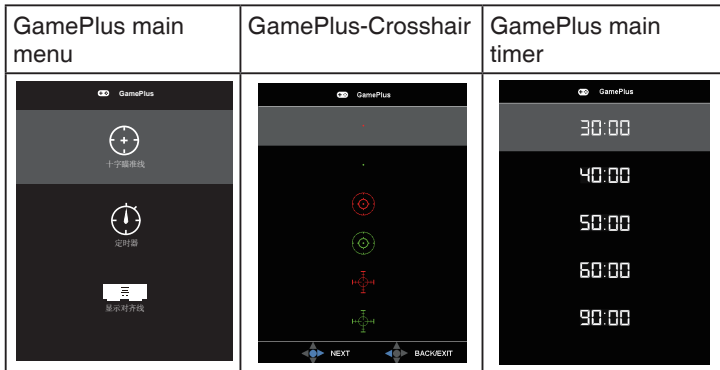 GamePlus main
menu
GamePlus-Crosshair
GamePlus main
timer
GamePlus
十字瞄准线
定时器
显示对齐线
GamePlus
NEXT
BACK/EXIT
GamePlus
30:00
40:00
50:00
60:00
90:00